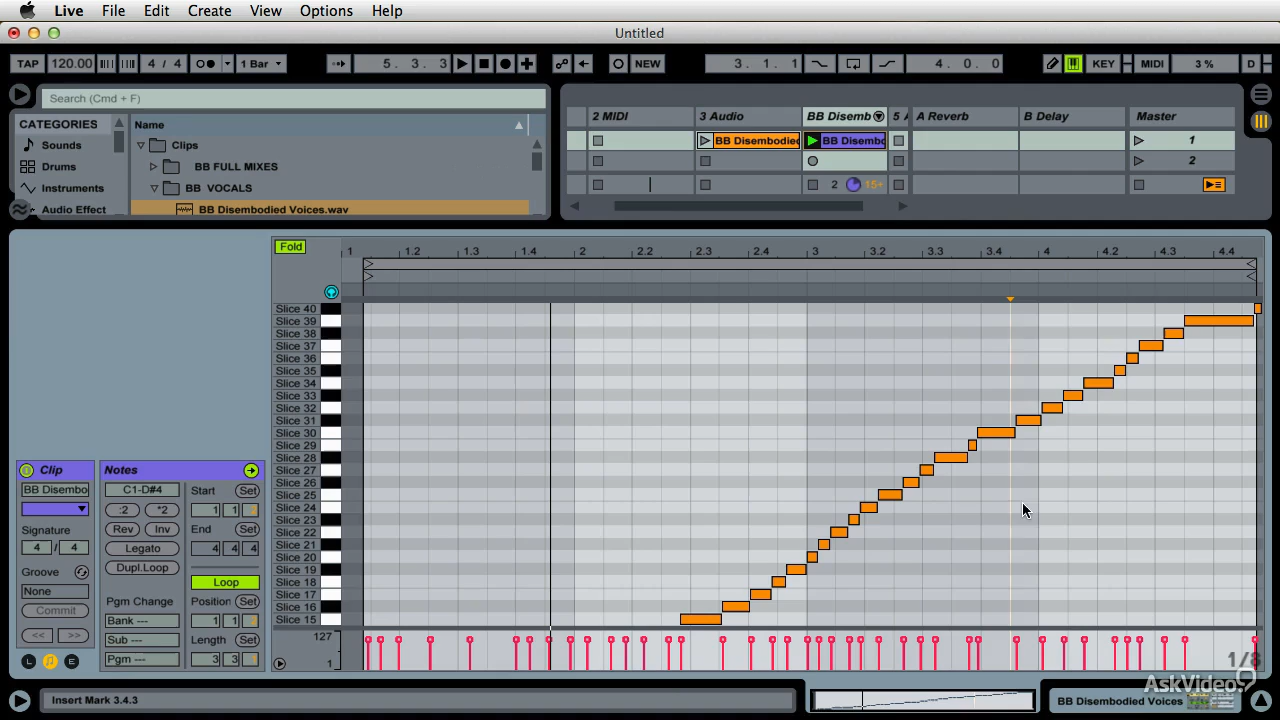 Live File Edit Create View Options Help
Untitled
TAP 120.00 4 / 4 1 Bar 5. 3. 3 NEW 3. 1. 1 4. 0. 0 KEY MIDI 3 % D
Search (Cmd + F)
CATEGORIES
Sounds
Drums
Instruments
Audio Effect
Name
Clips
BB FULL MIXES
BB VOCALS
BB Disembodied Voices.wav
2 MIDI 3 Audio BB Disemb 5 A Reverb B Delay Master
BB Disembodied BB Disembo 1
2
2 15+
Fold
1 1.2 1.3 1.4 2 2.2 2.3 2.4 3 3.2 3.3 3.4 4 4.2 4.3 4.4
Slice 40
Slice 39
Slice 38
Slice 37
Slice 36
Slice 35
Slice 34
Slice 33
Slice 32
Slice 31
Slice 30
Slice 29
Slice 28
Slice 27
Slice 26
Slice 25
Slice 24
Slice 23
Slice 22
Slice 21
Slice 20
Slice 19
Slice 18
Slice 17
Slice 16
Slice 15
127
1
1/8
Clip
BB Disembo
Signature
4 / 4
Groove
None
Commit
<< >>
L E
Notes
C1-D#4
:2 *2
Rev Inv
Legato
Dupl.Loop
Pgm Change
Bank ---
Sub ---
Pgm ---
Start Set
1 1
End Set
4 4 4
Loop
Position Set
1 1
Length Set
3 3
Insert Mark 3.4.3
BB Disembodied Voices
AskVideo